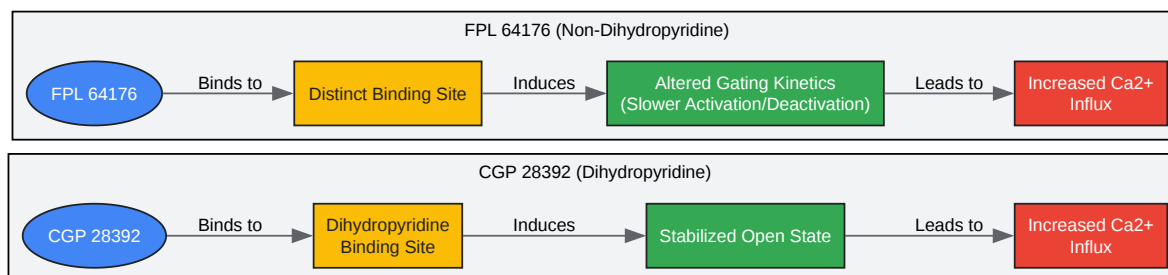 FPL 64176 (Non-Dihydropyridine)
FPL 64176
Binds to
Distinct Binding Site
Induces
Altered Gating Kinetics
(Slower Activation/Deactivation)
Leads to
Increased Ca2+
Influx
CGP 28392 (Dihydropyridine)
CGP 28392
Binds to
Dihydropyridine
Binding Site
Induces
Stabilized Open State
Leads to
Increased Ca2+
Influx